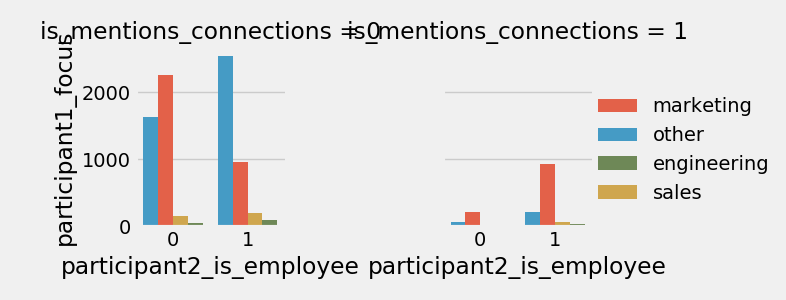 is_mentions_connections = 0
is_mentions_connections = 1
participant1_focus
2000
1000
0
0 1
0 1
participant2_is_employee
participant2_is_employee
marketing
other
engineering
sales